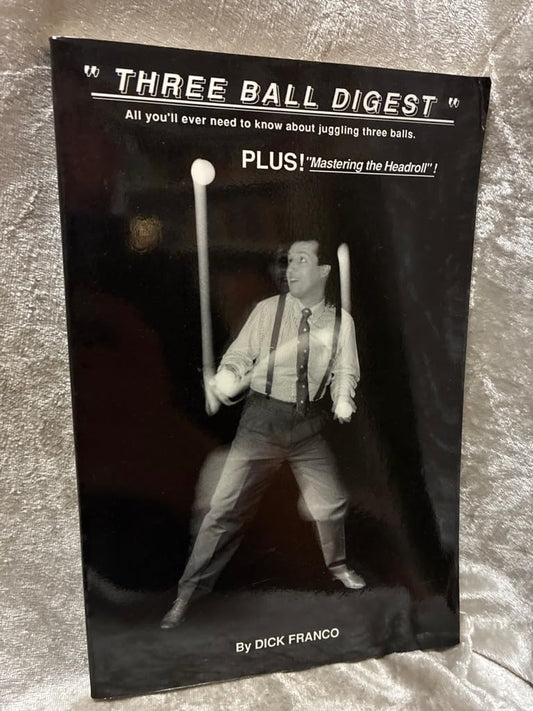 " THREE BALL DIGEST "
All you'll ever need to know about juggling three balls.
PLUS! "Mastering the Headroll" !
By DICK FRANCO